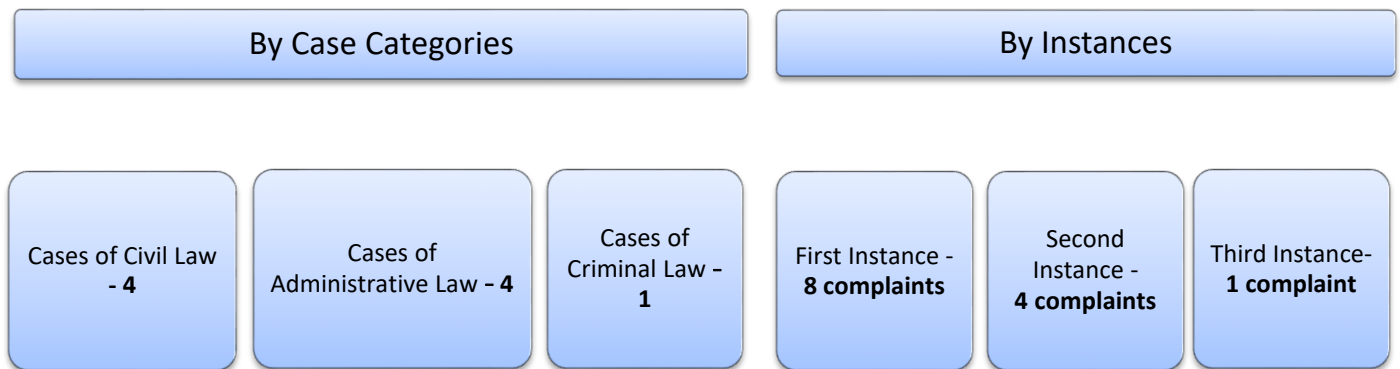 By Case Categories
By Instances
Cases of Civil Law
- 4
Cases of
Administrative Law – 4
Cases of
Criminal Law –
1
First Instance -
8 complaints
Second
Instance -
4 complaints
Third Instance-
1 complaint